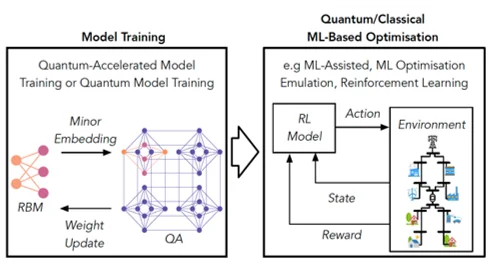 Model Training
Quantum-Accelerated Model
Training or Quantum Model Training
Minor
Embedding
RBM
Weight
Update
QA
Quantum/Classical
ML-Based Optimisation
e.g ML-Assisted, ML Optimisation
Emulation, Reinforcement Learning
RL
Model
Action
Environment
State
Reward